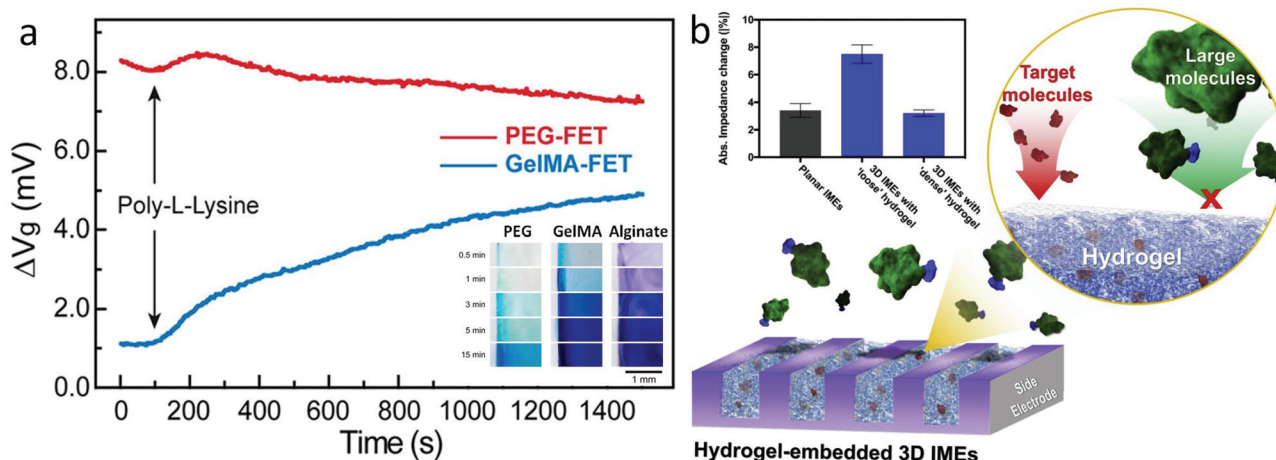 a
ΔVg (mV)
8.0
6.0
4.0
2.0
0.0
PEG-FET
GelMA-FET
Poly-L-Lysine
PEG GelMA Alginate
0.5 min
1 min
3 min
5 min
15 min
1 mm
0 200 400 600 800 1000 1200 1400
Time (s)
b
Abs. Impedance change (|%|)
10
8
6
4
2
0
Planar IMEs
3D IMEs with
'loose' hydrogel
3D IMEs with
'dense' hydrogel
Target
molecules
Large
molecules
X
Hydrogel
Side
Electrode
Hydrogel-embedded 3D IMEs